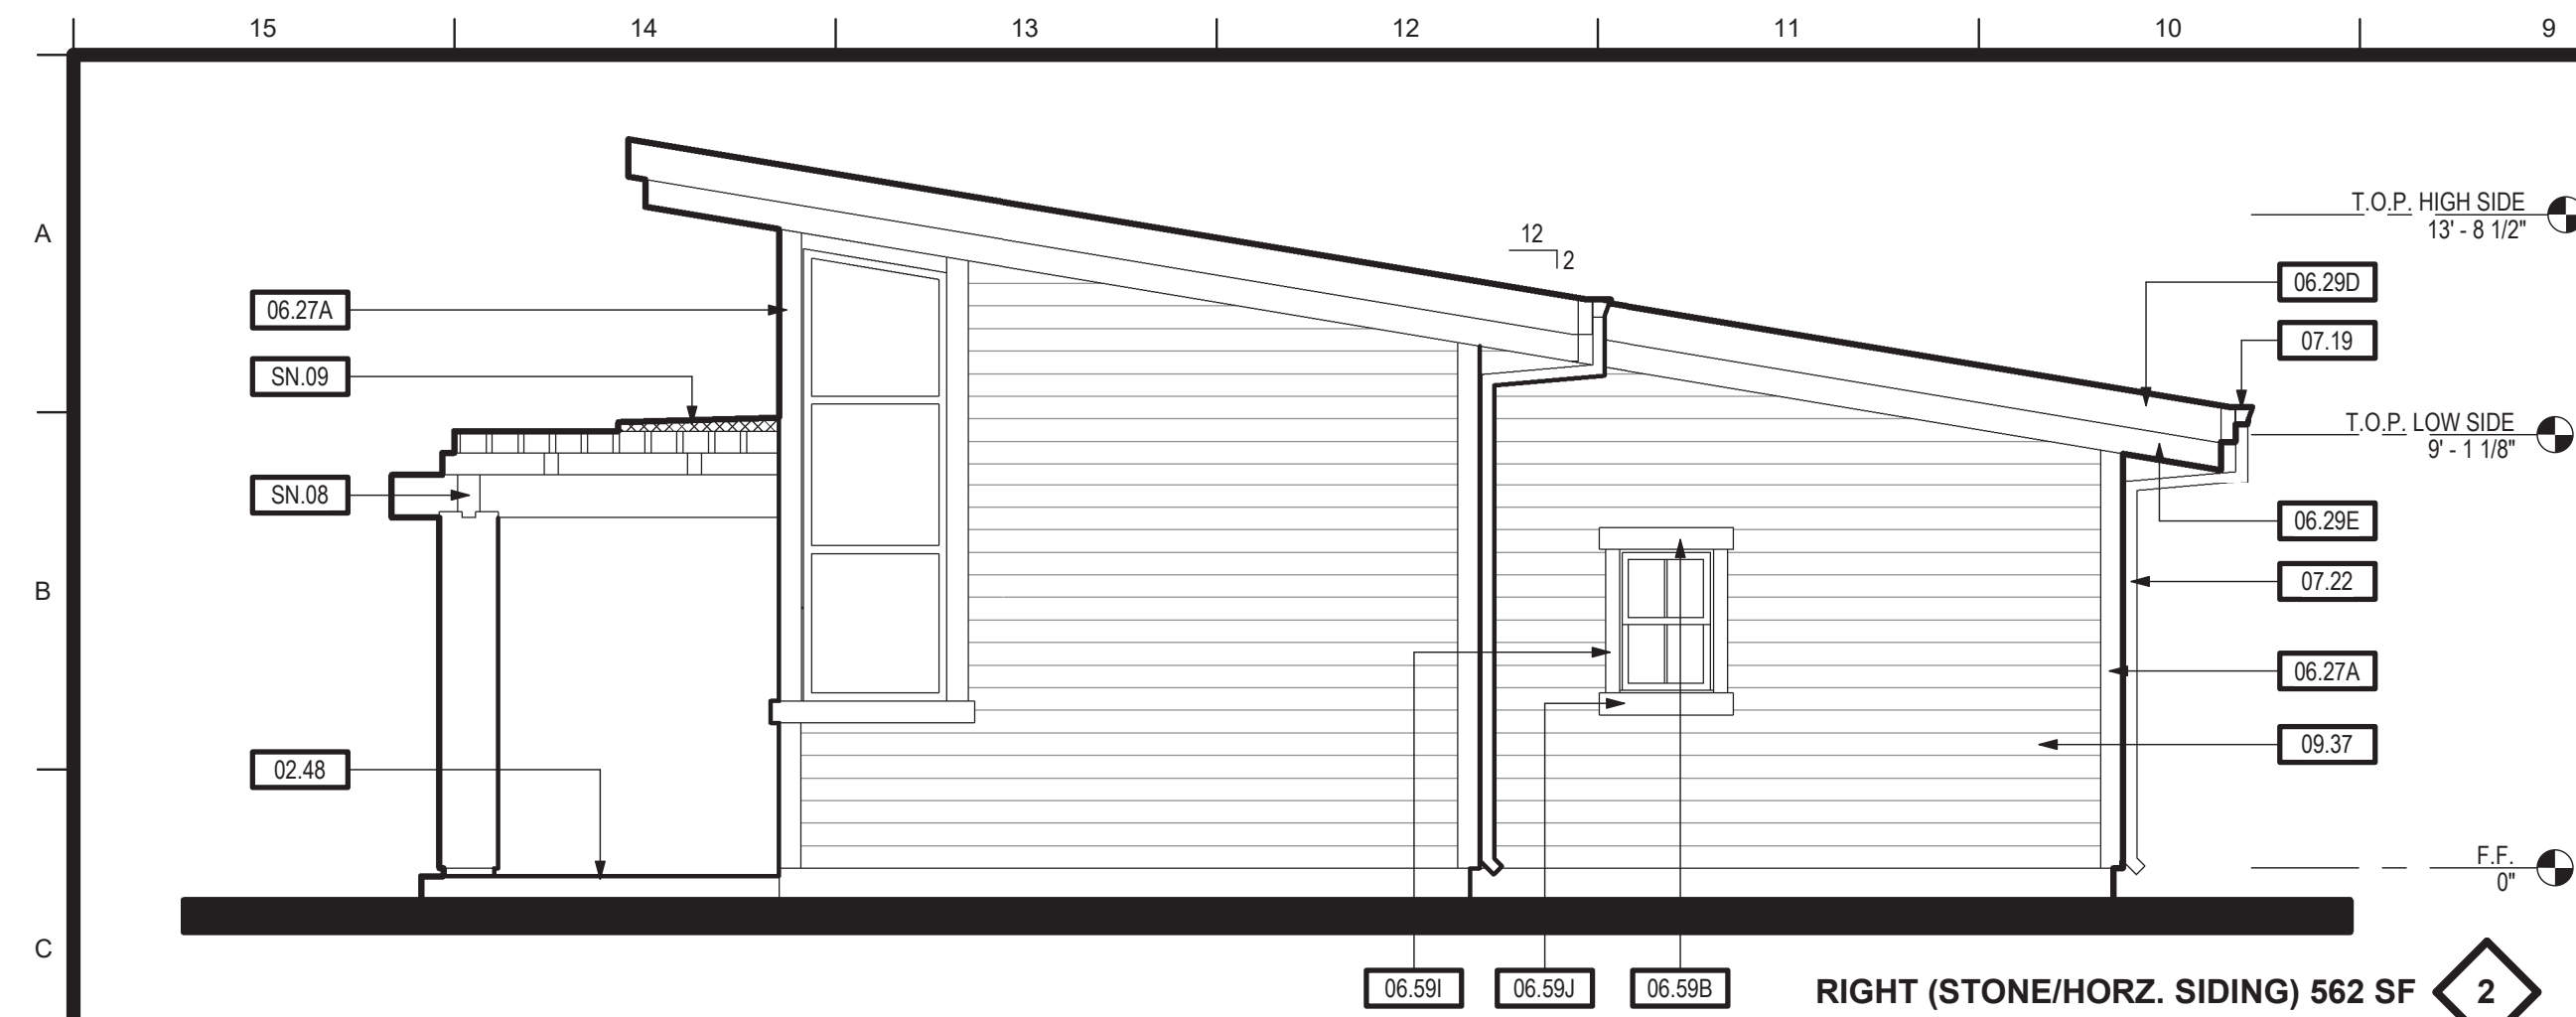 15 14 13 12 11 10 9
A
T.O.P. HIGH SIDE
13' - 8 1/2"
12
2
06.29D
06.27A
07.19
SN.09
T.O.P. LOW SIDE
9' - 1 1/8"
SN.08
06.29E
B
07.22
06.27A
09.37
02.48
F.F.
0"
C
06.59I 06.59J 06.59B
RIGHT (STONE/HORZ. SIDING) 562 SF 2